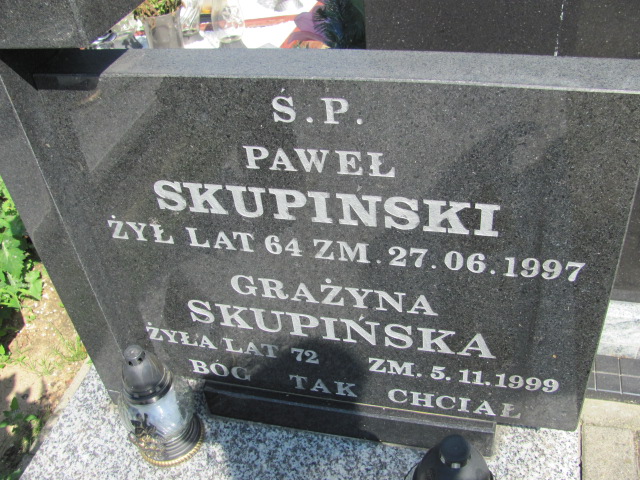 Ś.P.
PAWEŁ
SKUPINSKI
ŻYŁ LAT 64 ZM. 27.06.1997
GRAŻYNA
SKUPIŃSKA
ŻYŁA LAT 72 ZM. 5.11.1999
BÓG TAK CHCIAŁ